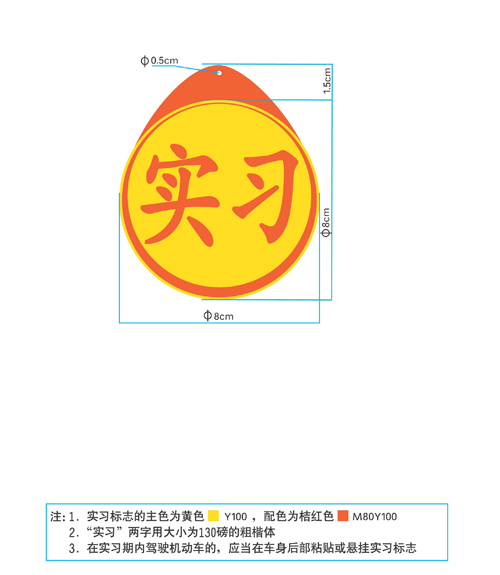 ф0.5cm
1.5cm
实习
ф8cm
ф8cm
注：1．实习标志的主色为黄色 Y100 ，配色为桔红色 M80Y100
2．“实习”两字用大小为130磅的粗楷体
3．在实习期内驾驶机动车的，应当在车身后部粘贴或悬挂实习标志